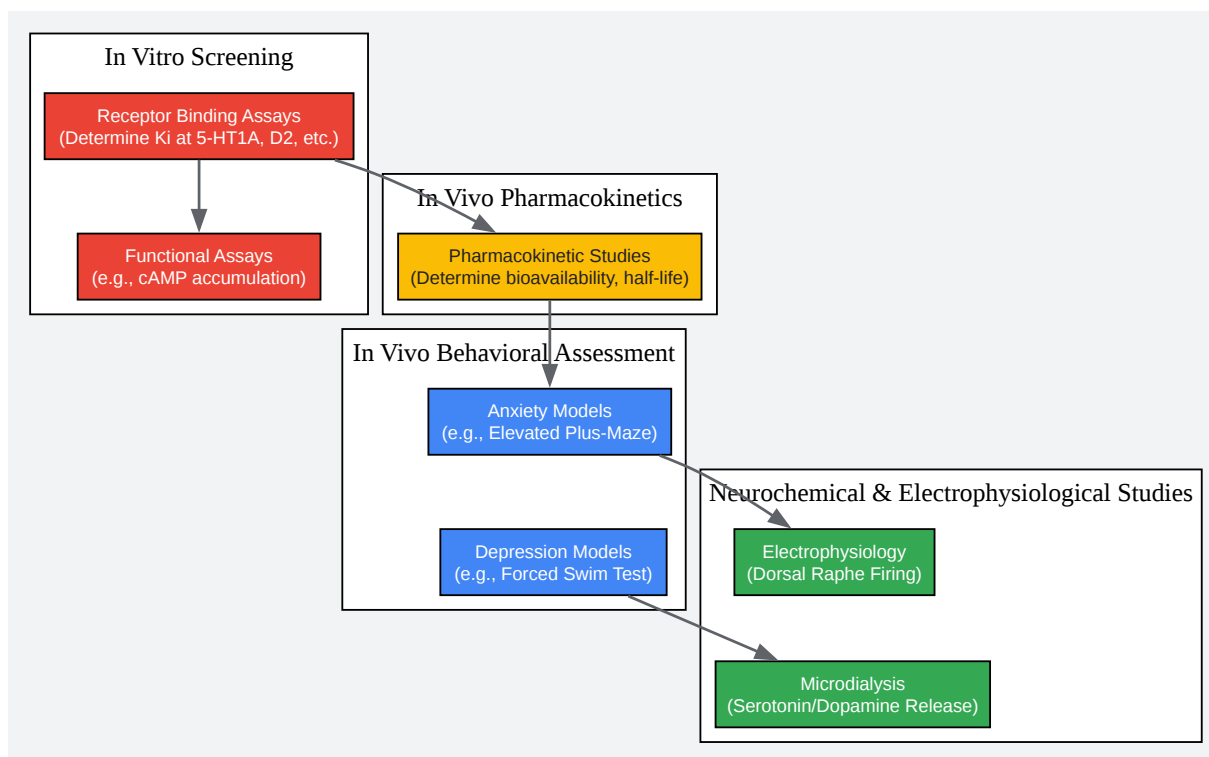 In Vitro Screening
Receptor Binding Assays
(Determine Ki at 5-HT1A, D2, etc.)
Functional Assays
(e.g., cAMP accumulation)
In Vivo Pharmacokinetics
Pharmacokinetic Studies
(Determine bioavailability, half-life)
In Vivo Behavioral Assessment
Anxiety Models
(e.g., Elevated Plus-Maze)
Depression Models
(e.g., Forced Swim Test)
Neurochemical & Electrophysiological Studies
Electrophysiology
(Dorsal Raphe Firing)
Microdialysis
(Serotonin/Dopamine Release)